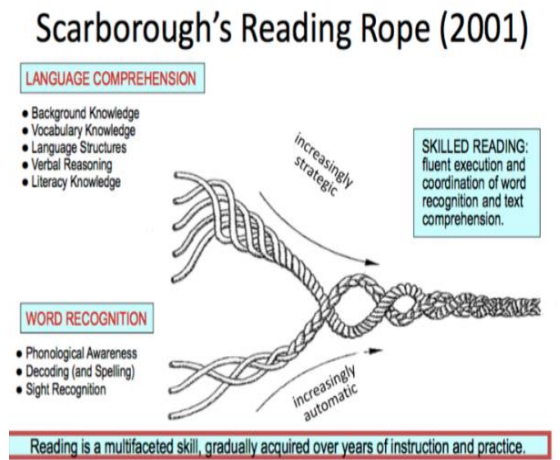 Scarborough's Reading Rope (2001)
LANGUAGE COMPREHENSION
• Background Knowledge
• Vocabulary Knowledge
• Language Structures
• Verbal Reasoning
• Literacy Knowledge
increasingly
strategic
SKILLED READING:
fluent execution and
coordination of word
recognition and text
comprehension.
WORD RECOGNITION
• Phonological Awareness
• Decoding (and Spelling)
• Sight Recognition
increasingly
automatic
Reading is a multifaceted skill, gradually acquired over years of instruction and practice.